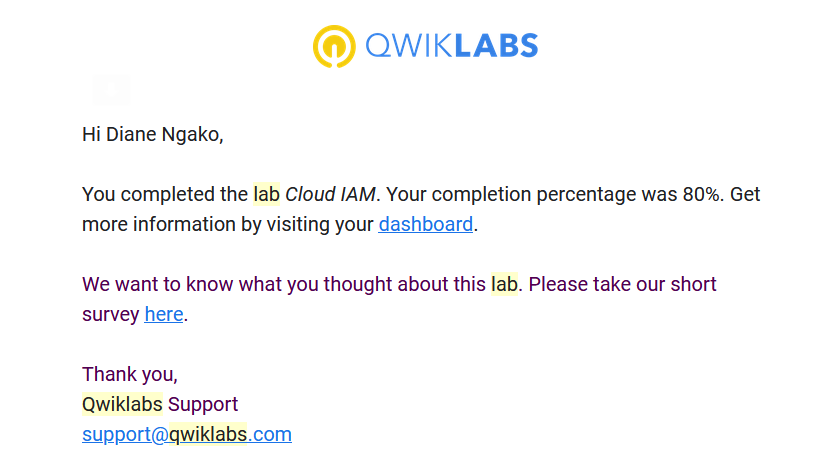 QWIKLABS
Hi Diane Ngako,
You completed the lab Cloud IAM. Your completion percentage was 80%. Get
more information by visiting your dashboard.
We want to know what you thought about this lab. Please take our short
survey here.
Thank you,
Qwiklabs Support
support@qwiklabs.com